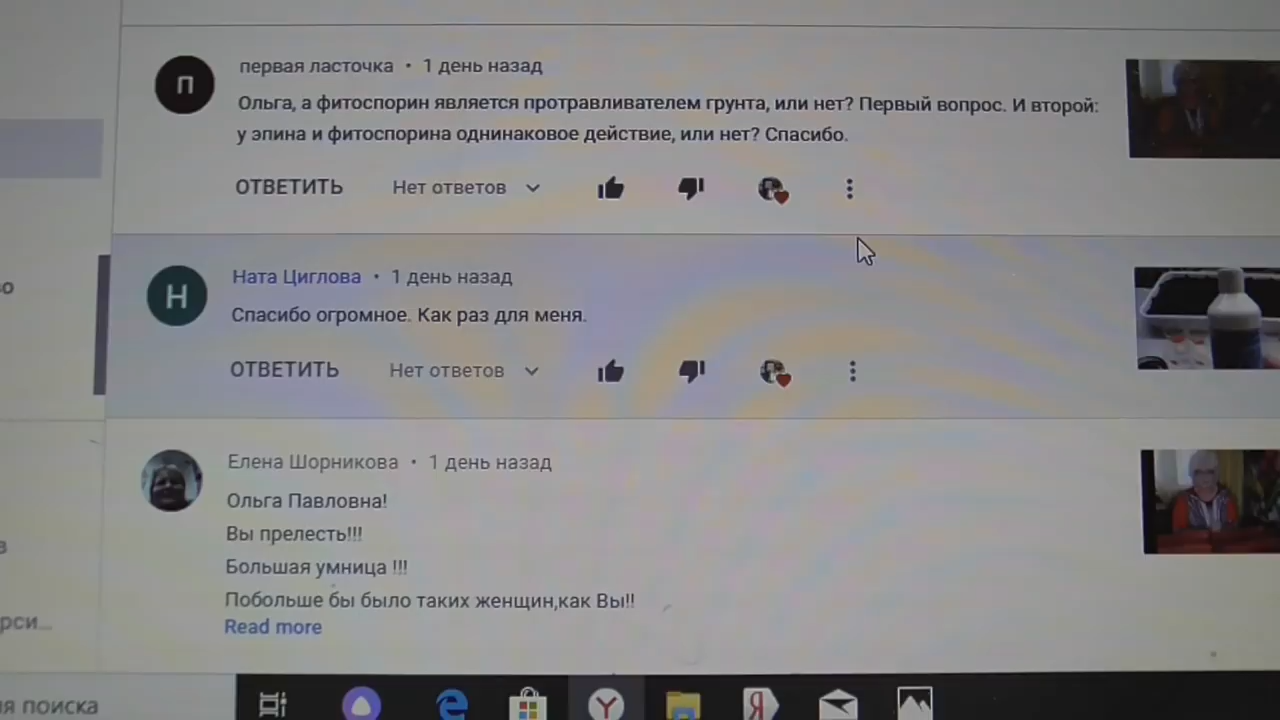 П
первая ласточка • 1 день назад
Ольга, а фитоспорин является протравливателем грунта, или нет? Первый вопрос. И второй:
у эпина и фитоспорина однинаковое действие, или нет? Спасибо.
ОТВЕТИТЬ Нет ответов
Н
Ната Циглова • 1 день назад
Спасибо огромное. Как раз для меня.
ОТВЕТИТЬ Нет ответов
Елена Шорникова • 1 день назад
Ольга Павловна!
Вы прелесть!!!
Большая умница !!!
Побольше бы было таких женщин,как Вы!!
Read more
рси...
я поиска